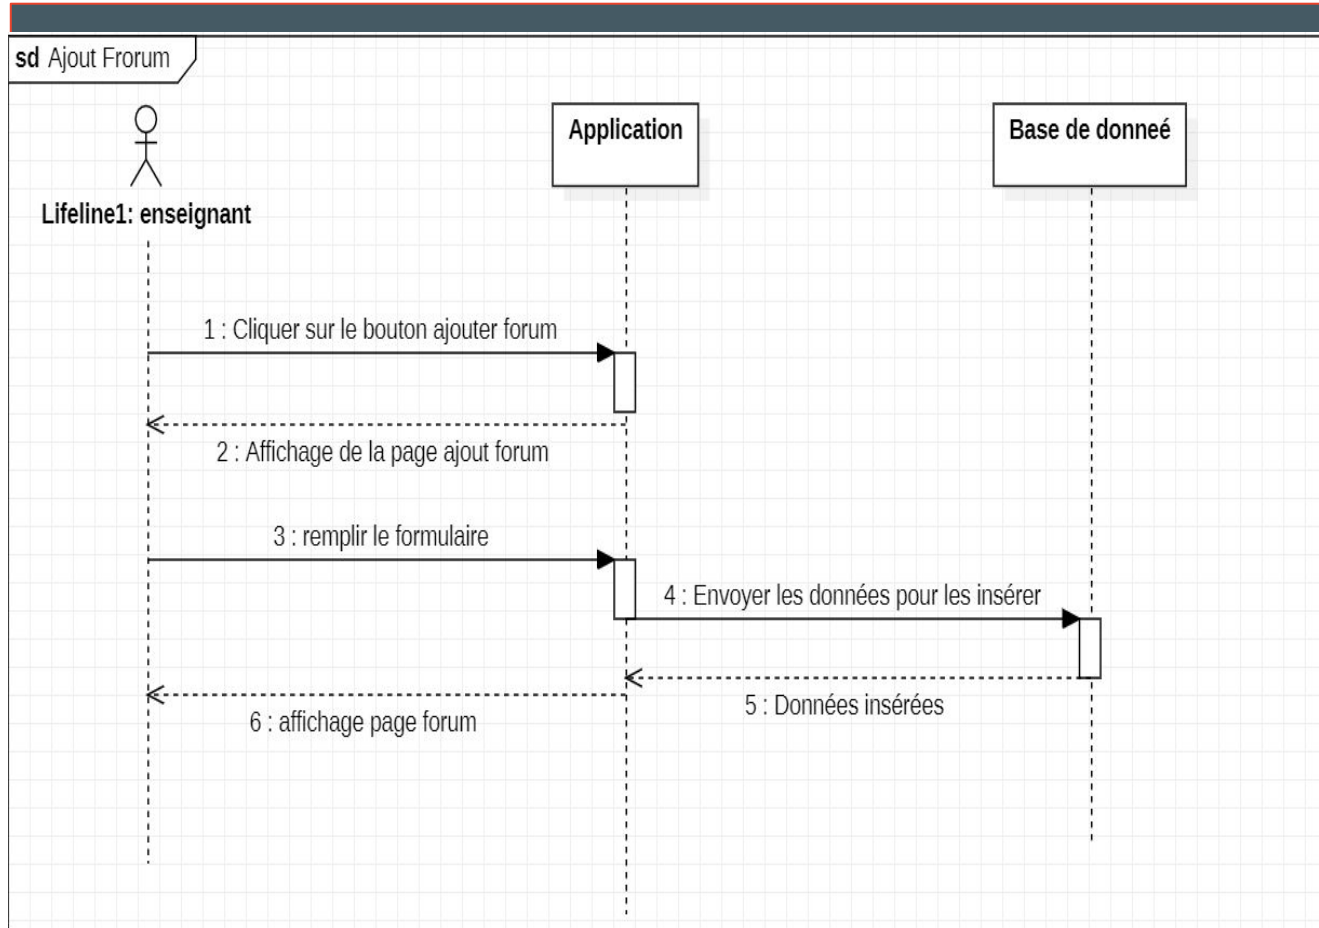 sd Ajout Frorum
Application
Base de donneé
Lifeline1: enseignant
1 : Cliquer sur le bouton ajouter forum
2 : Affichage de la page ajout forum
3 : remplir le formulaire
4 : Envoyer les données pour les insérer
5 : Données insérées
6 : affichage page forum